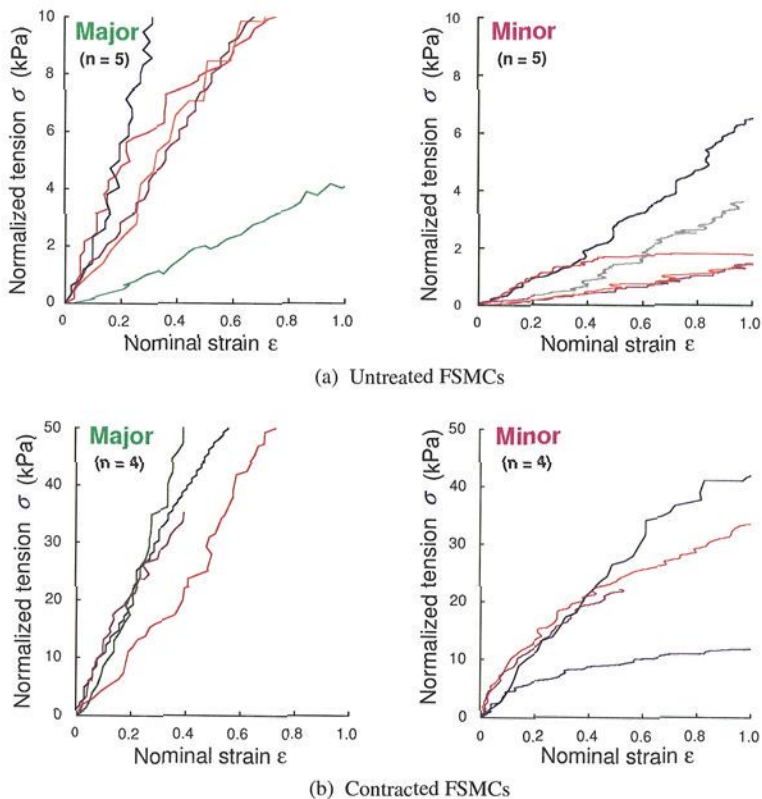 Major
(n = 5)
Normalized tension σ (kPa)
10
8
6
4
2
0
0
0.2
0.4
0.6
0.8
1.0
Nominal strain ε
Minor
(n = 5)
Normalized tension σ (kPa)
10
8
6
4
2
0
0
0.2
0.4
0.6
0.8
1.0
Nominal strain ε
(a) Untreated FSMCs
Major
(n = 4)
Normalized tension σ (kPa)
50
40
30
20
10
0
0
0.2
0.4
0.6
0.8
1.0
Nominal strain ε
Minor
(n = 4)
Normalized tension σ (kPa)
50
40
30
20
10
0
0
0.2
0.4
0.6
0.8
1.0
Nominal strain ε
(b) Contracted FSMCs